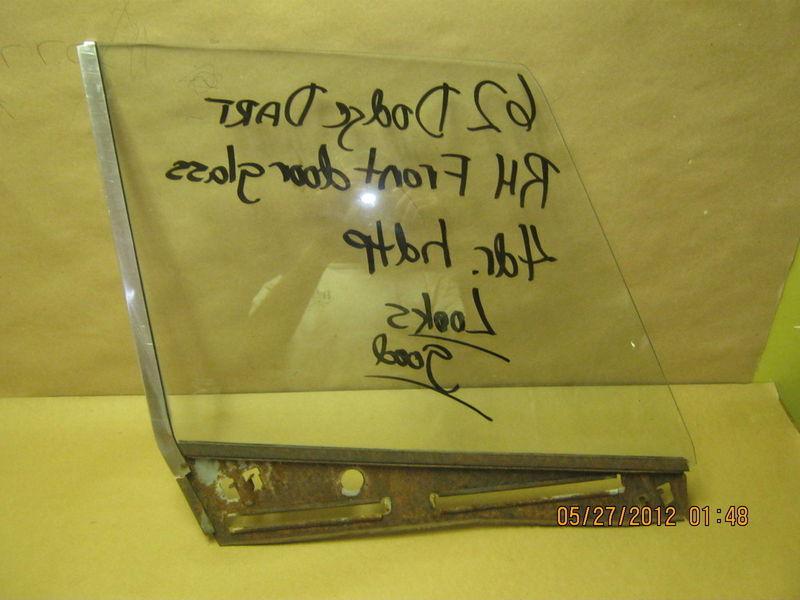 62 Dodge DART
RH Front door glass
4dr. hdtp
Looks
good
05/27/2012 01:48